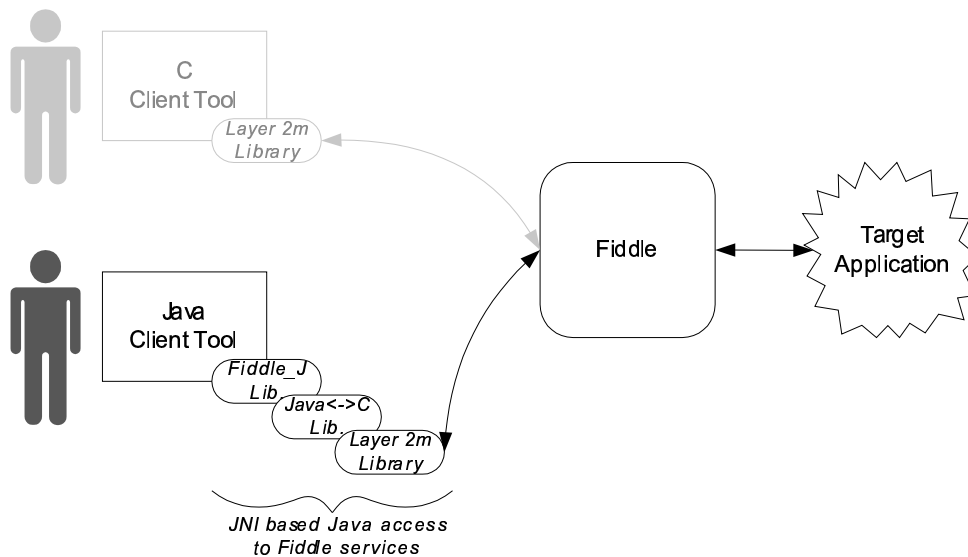 C
Client Tool
Layer 2m
Library
Fiddle
Target
Application
Java
Client Tool
Fiddle_J
Lib.
Java<->C
Lib.
Layer 2m
Library
JNI based Java access
to Fiddle services